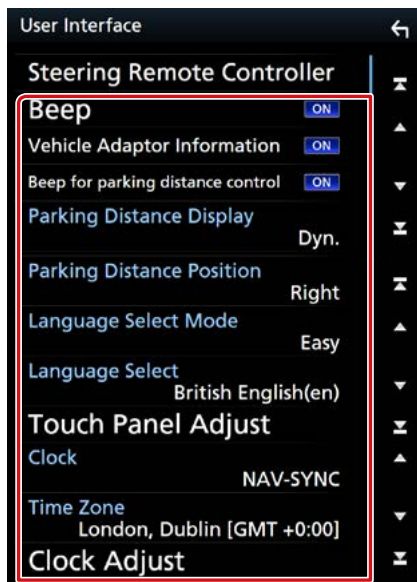 User Interface
Steering Remote Controller
Beep ON
Vehicle Adaptor Information ON
Beep for parking distance control ON
Parking Distance Display
Dyn.
Parking Distance Position
Right
Language Select Mode
Easy
Language Select
British English(en)
Touch Panel Adjust
Clock
NAV-SYNC
Time Zone
London, Dublin [GMT +0:00]
Clock Adjust